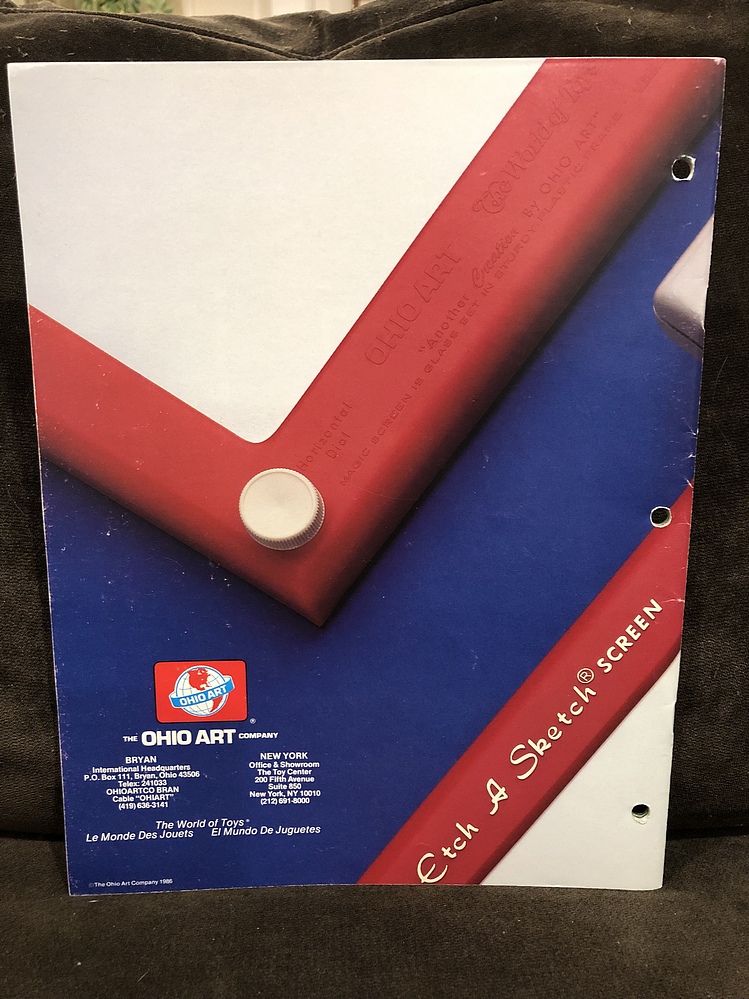 The World of Toys
OHIO ART
"Another Creation BY OHIO ART"
MAGIC SCREEN IS GLASS SET IN STURDY PLASTIC FRAME
Horizontal
Dial
Etch A Sketch® SCREEN
OHIO ART
®
THE OHIO ART COMPANY
BRYAN
International Headquarters
P.O. Box 111, Bryan, Ohio 43506
Telex: 241033
OHIOARTCO BRAN
Cable "OHIART"
(419) 636-3141
NEW YORK
Office & Showroom
The Toy Center
200 Fifth Avenue
Suite 850
New York, NY 10010
(212) 691-8000
The World of Toys®
Le Monde Des Jouets El Mundo De Juguetes
©The Ohio Art Company 1986